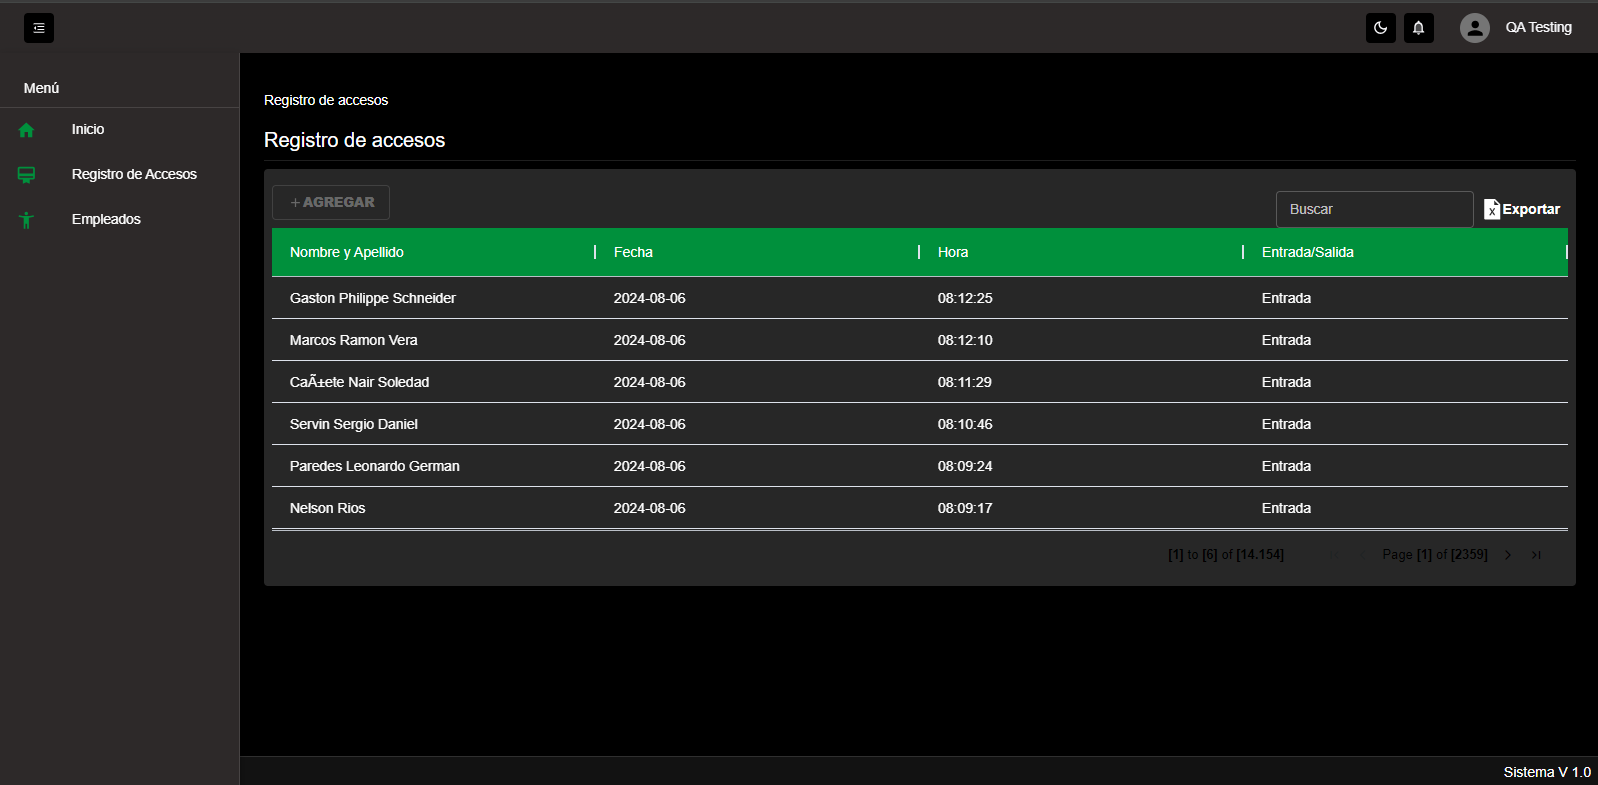 QA Testing
Menú
Inicio
Registro de Accesos
Empleados
Registro de accesos
Registro de accesos
+ AGREGAR
Buscar
X Exportar
Nombre y Apellido Fecha Hora Entrada/Salida
Gaston Philippe Schneider 2024-08-06 08:12:25 Entrada
Marcos Ramon Vera 2024-08-06 08:12:10 Entrada
CaÃ±ete Nair Soledad 2024-08-06 08:11:29 Entrada
Servin Sergio Daniel 2024-08-06 08:10:46 Entrada
Paredes Leonardo German 2024-08-06 08:09:24 Entrada
Nelson Rios 2024-08-06 08:09:17 Entrada
[1] to [6] of [14.154] Page [1] of [2359]
Sistema V 1.0